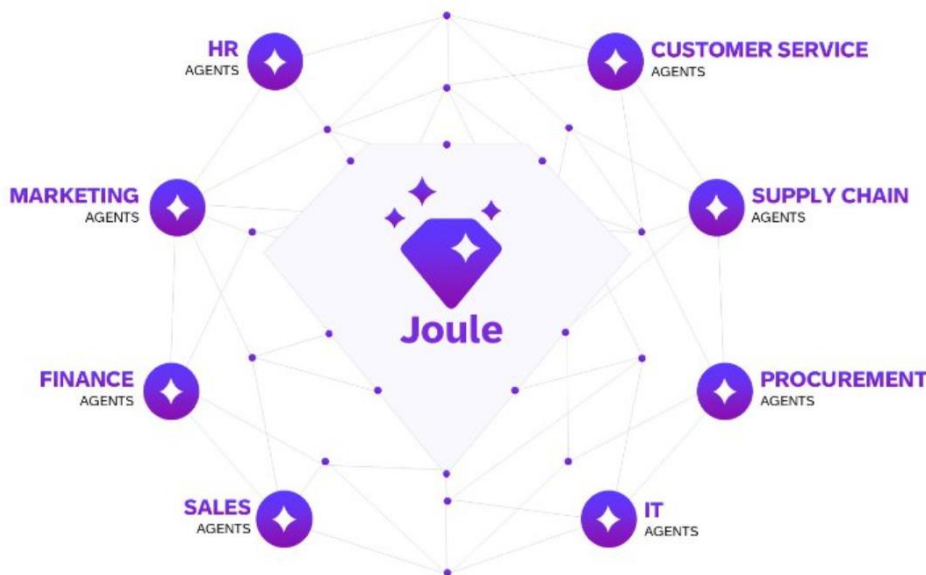 HR
AGENTS
CUSTOMER SERVICE
AGENTS
MARKETING
AGENTS
SUPPLY CHAIN
AGENTS
Joule
FINANCE
AGENTS
PROCUREMENT
AGENTS
SALES
AGENTS
IT
AGENTS